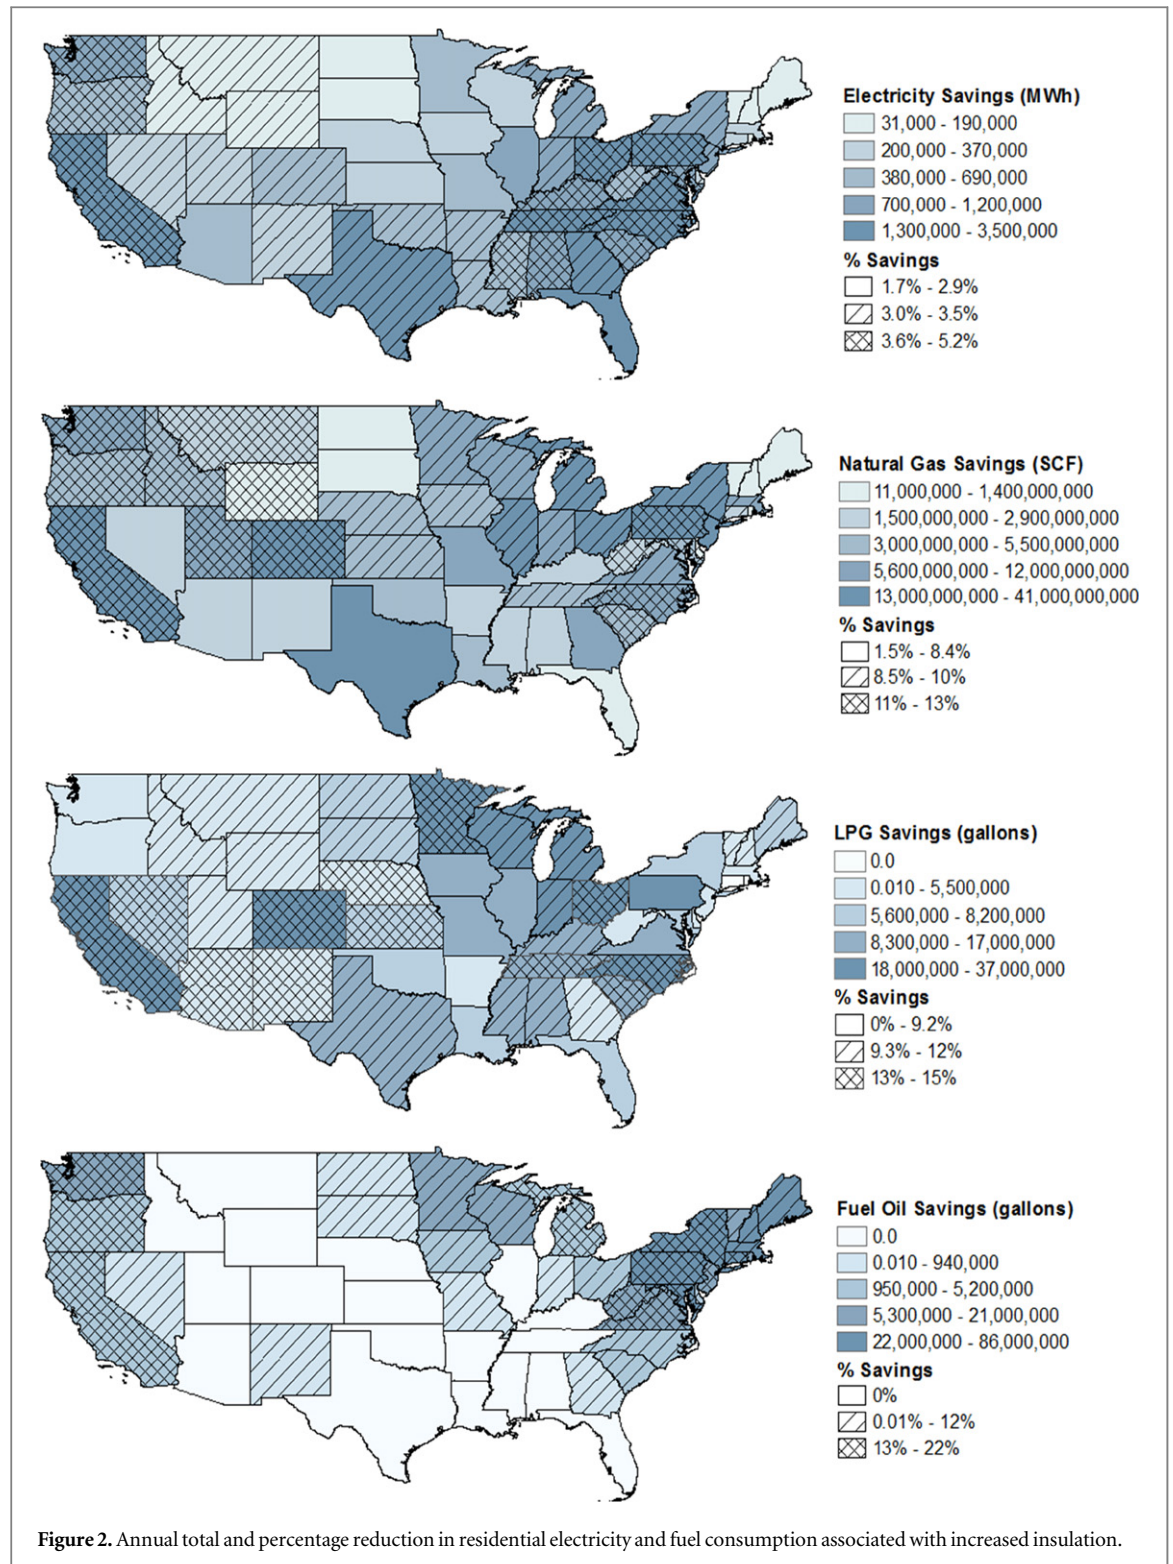 Electricity Savings (MWh)
31,000 - 190,000
200,000 - 370,000
380,000 - 690,000
700,000 - 1,200,000
1,300,000 - 3,500,000
% Savings
1.7% - 2.9%
3.0% - 3.5%
3.6% - 5.2%
Natural Gas Savings (SCF)
11,000,000 - 1,400,000,000
1,500,000,000 - 2,900,000,000
3,000,000,000 - 5,500,000,000
5,600,000,000 - 12,000,000,000
13,000,000,000 - 41,000,000,000
% Savings
1.5% - 8.4%
8.5% - 10%
11% - 13%
LPG Savings (gallons)
0.0
0.010 - 5,500,000
5,600,000 - 8,200,000
8,300,000 - 17,000,000
18,000,000 - 37,000,000
% Savings
0% - 9.2%
9.3% - 12%
13% - 15%
Fuel Oil Savings (gallons)
0.0
0.010 - 940,000
950,000 - 5,200,000
5,300,000 - 21,000,000
22,000,000 - 86,000,000
% Savings
0%
0.01% - 12%
13% - 22%
Figure 2. Annual total and percentage reduction in residential electricity and fuel consumption associated with increased insulation.